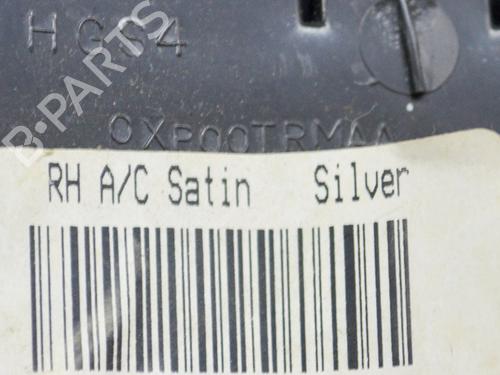 HGS4
B-PARTS
0XP00TRMAA
RH A/C Satin Silver